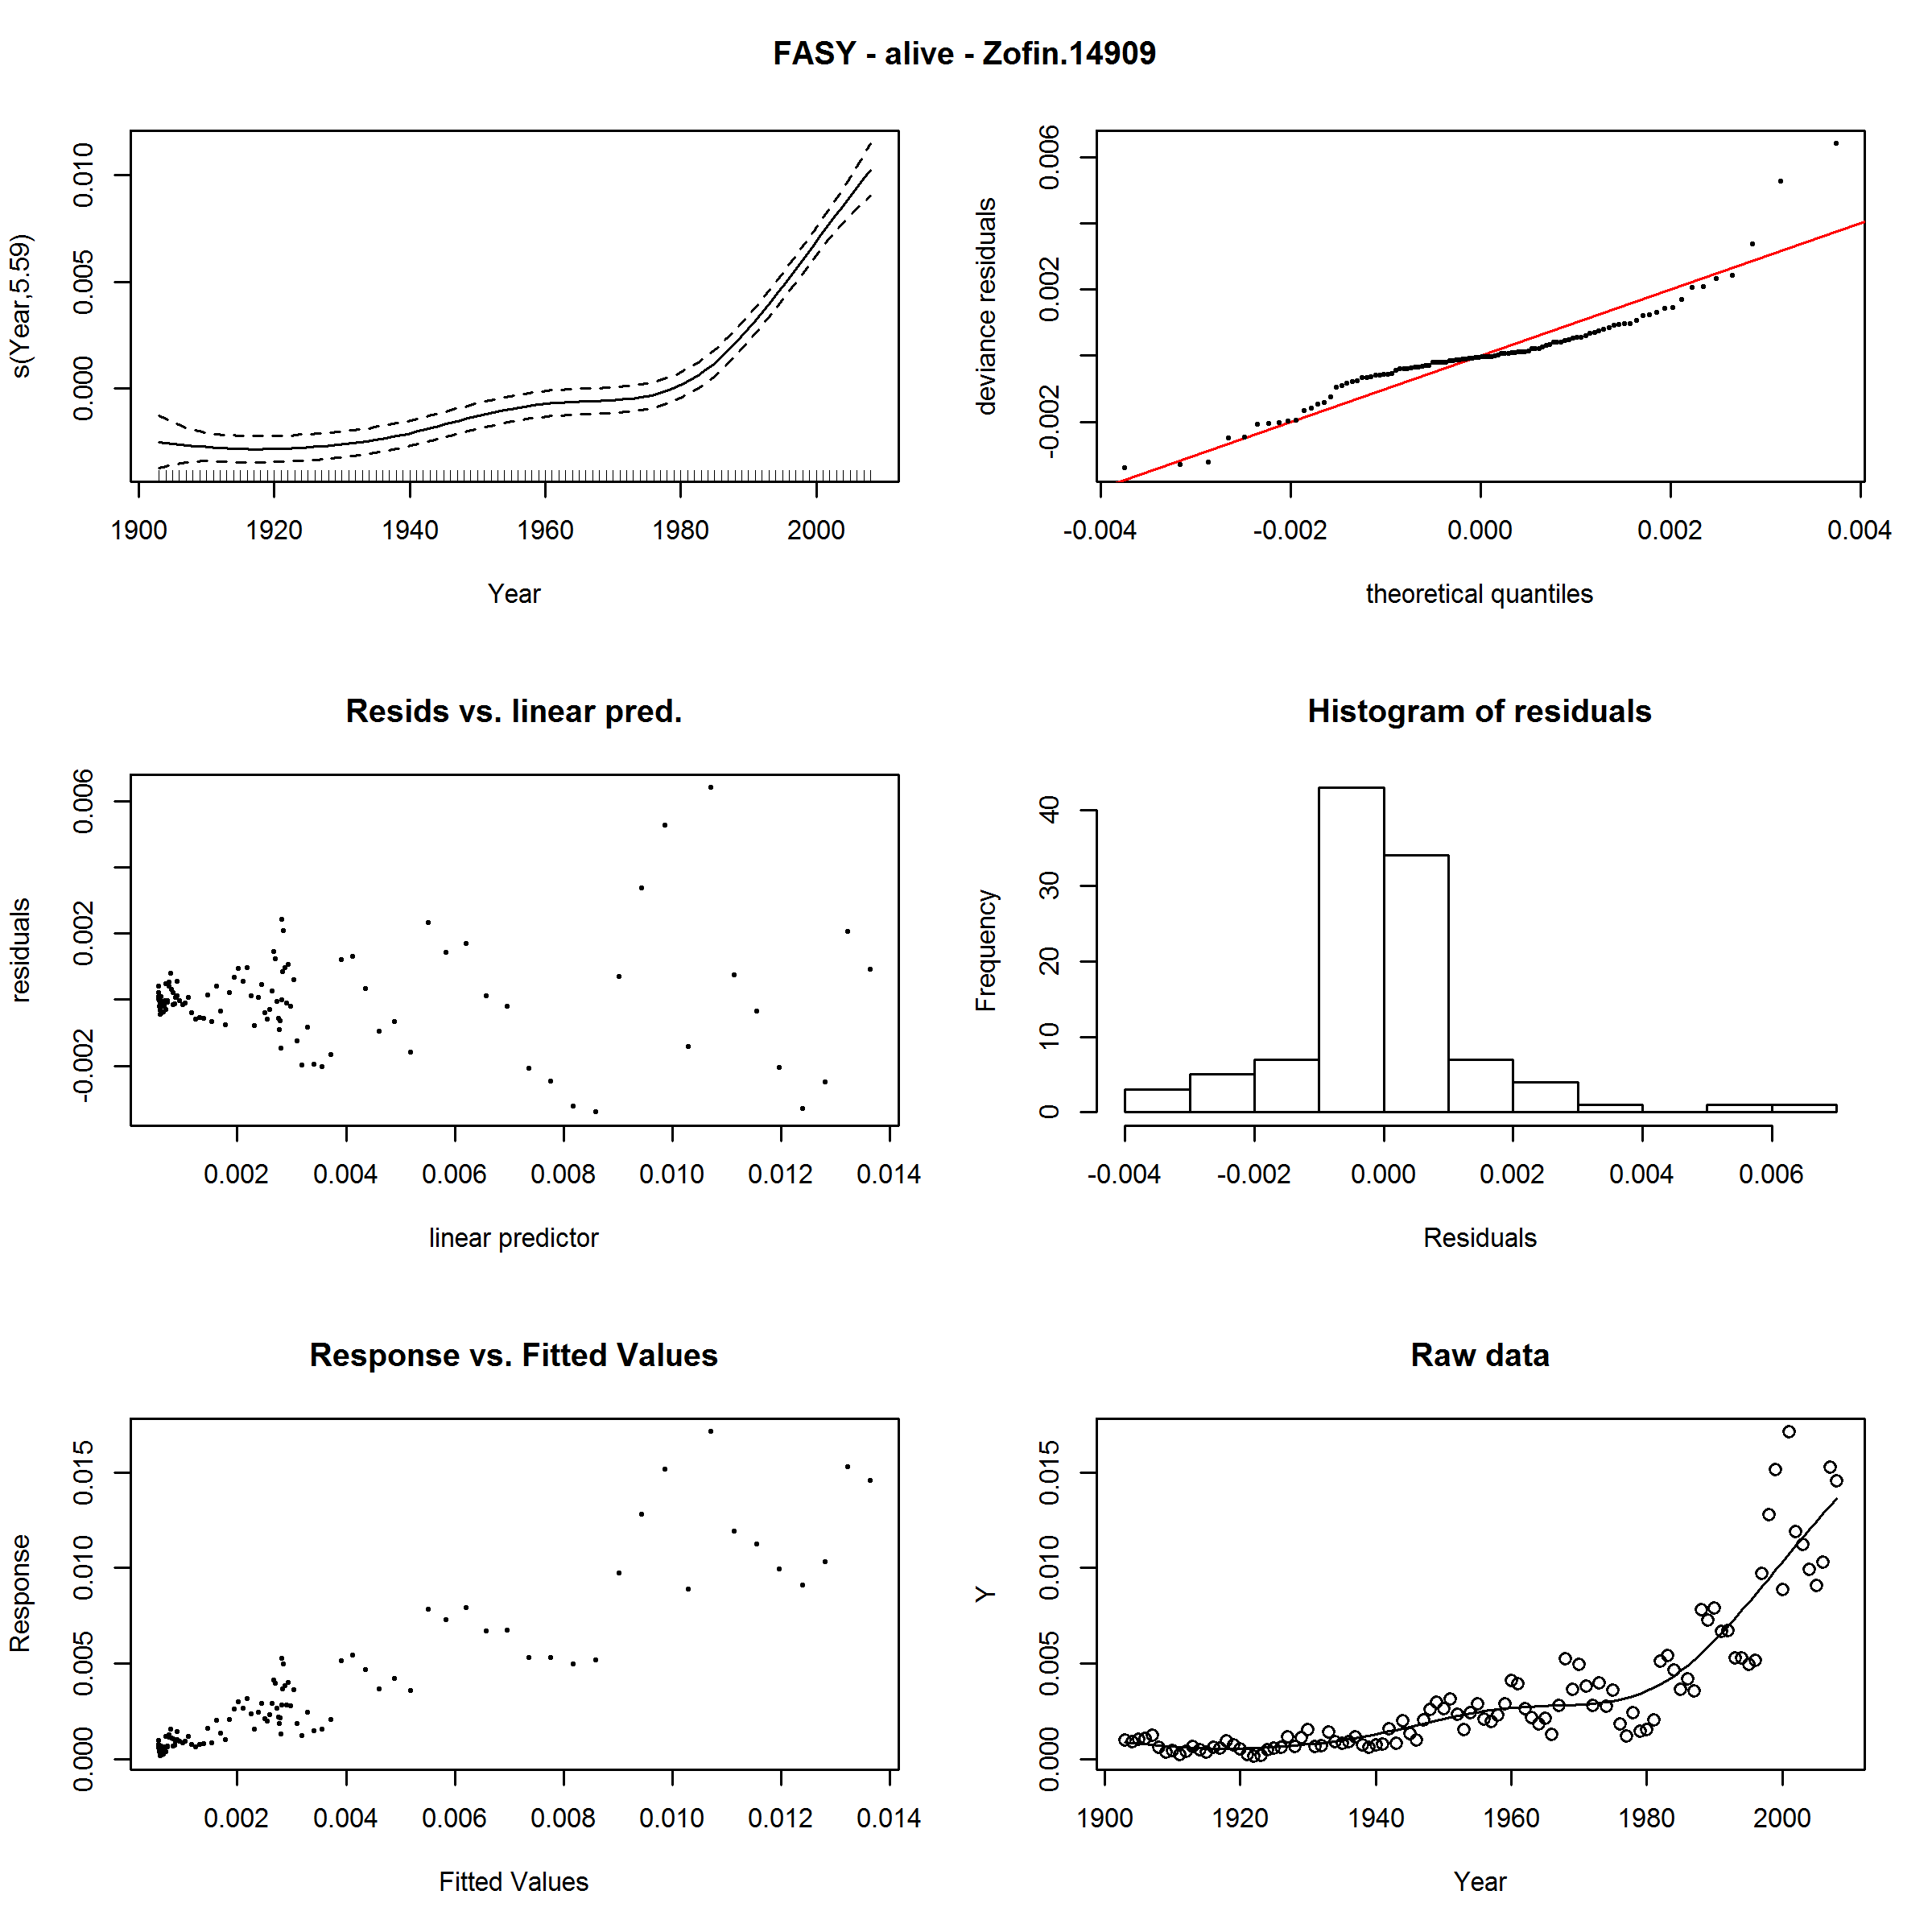 FASY - alive - Zofin.14909
s(Year,5.59)
0.000 0.005 0.010
1900 1920 1940 1960 1980 2000
Year
deviance residuals
-0.002 0.002 0.006
-0.004 -0.002 0.000 0.002 0.004
theoretical quantiles
Resids vs. linear pred.
residuals
-0.002 0.002 0.006
0.002 0.004 0.006 0.008 0.010 0.012 0.014
linear predictor
Histogram of residuals
Frequency
0 10 20 30 40
-0.004 -0.002 0.000 0.002 0.004 0.006
Residuals
Response vs. Fitted Values
Response
0.000 0.005 0.010 0.015
0.002 0.004 0.006 0.008 0.010 0.012 0.014
Fitted Values
Raw data
Y
0.000 0.005 0.010 0.015
1900 1920 1940 1960 1980 2000
Year